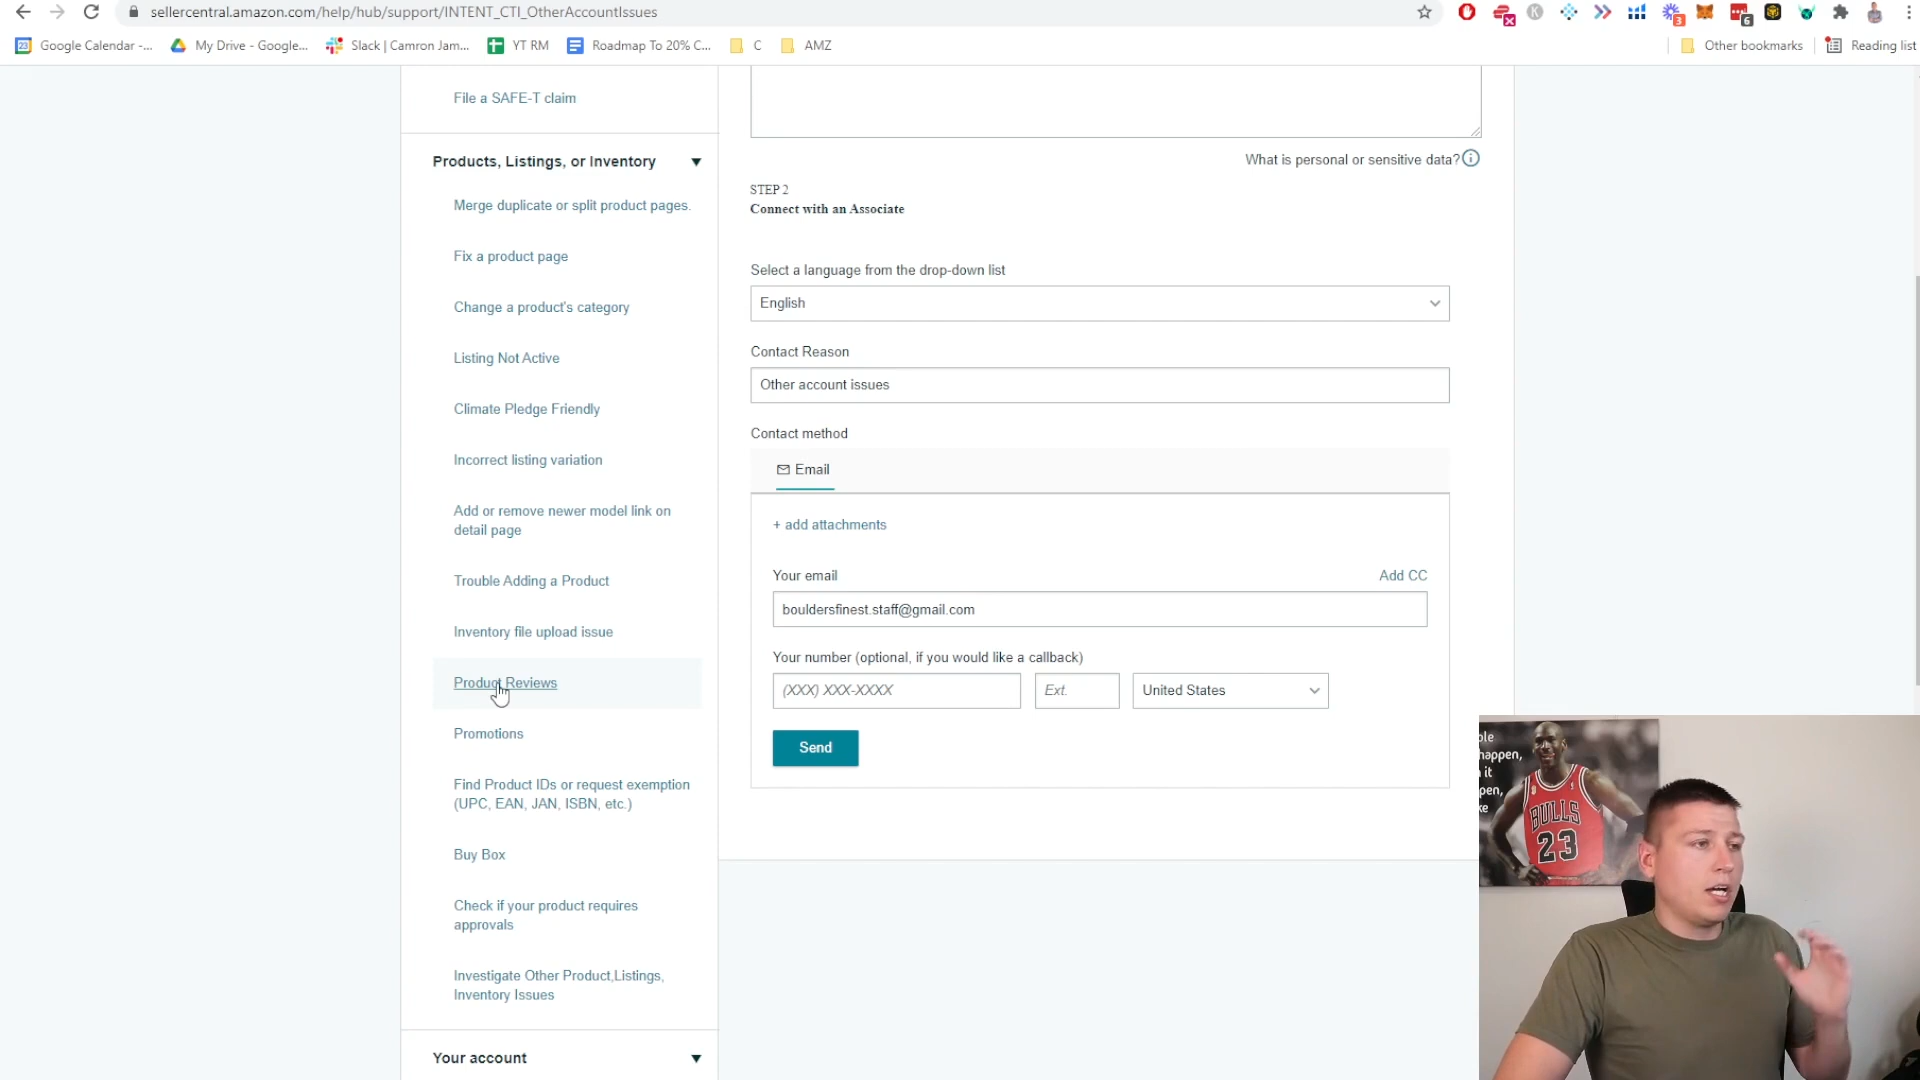 sellercentral.amazon.com/help/hub/support/INTENT_CTI_OtherAccountIssues
Google Calendar -...
My Drive - Google...
Slack | Camron Jam...
YT RM
Roadmap To 20% C...
C
AMZ
Other bookmarks
Reading list
File a SAFE-T claim
Products, Listings, or Inventory
Merge duplicate or split product pages.
Fix a product page
Change a product's category
Listing Not Active
Climate Pledge Friendly
Incorrect listing variation
Add or remove newer model link on
detail page
Trouble Adding a Product
Inventory file upload issue
Product Reviews
Promotions
Find Product IDs or request exemption
(UPC, EAN, JAN, ISBN, etc.)
Buy Box
Check if your product requires
approvals
Investigate Other Product,Listings,
Inventory Issues
Your account
What is personal or sensitive data?
STEP 2
Connect with an Associate
Select a language from the drop-down list
English
Contact Reason
Other account issues
Contact method
Email
+ add attachments
Your email
Add CC
bouldersfinest.staff@gmail.com
Your number (optional, if you would like a callback)
(XXX) XXX-XXXX
Ext.
United States
Send
happen,
it
BULLS
23